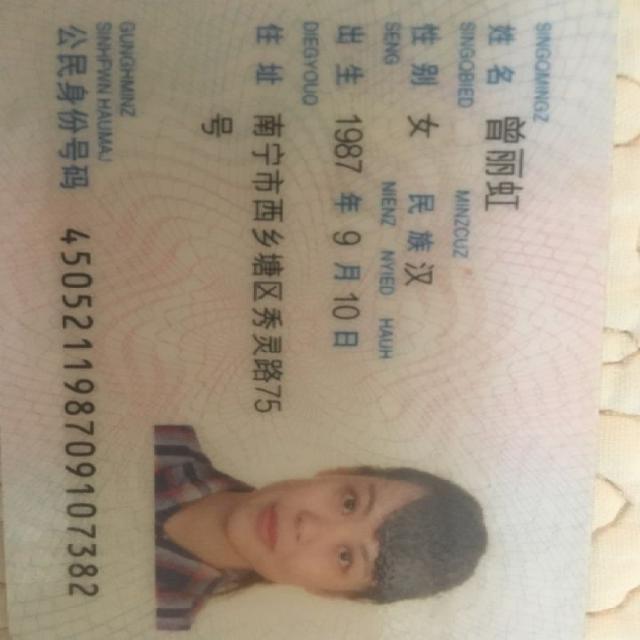 SINGQMINGZ
姓名 曾丽虹
SINGQBIED MINZCUZ
性别 女 民族 汉
SENG NIENZ NYIED HAUH
出生 1987 年 9 月 10 日
DIEGYOUQ
住址 南宁市西乡塘区秀灵路75
号
GUNGHMINZ
SINHFWN HAUMAJ
公民身份号码 450521198709107382